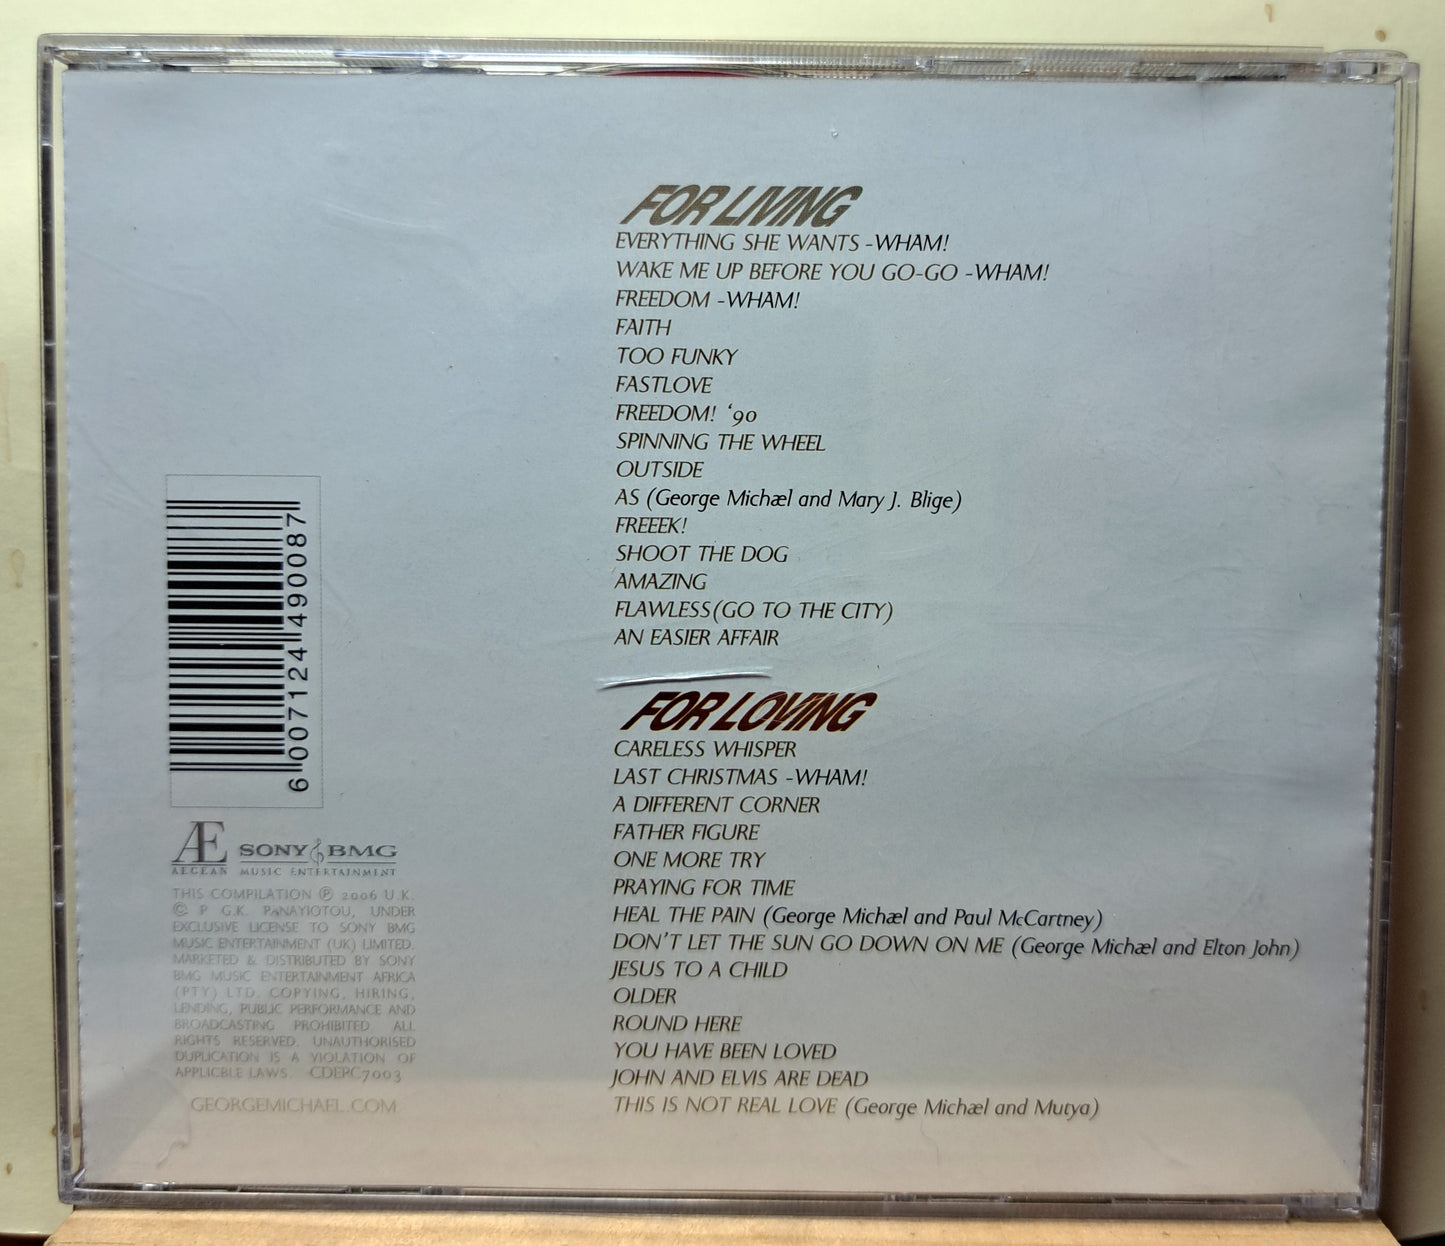 FOR LIVING
EVERYTHING SHE WANTS -WHAM!
WAKE ME UP BEFORE YOU GO-GO -WHAM!
FREEDOM -WHAM!
FAITH
TOO FUNKY
FASTLOVE
FREEDOM! ‘90
SPINNING THE WHEEL
OUTSIDE
AS (George Michæl and Mary J. Blige)
FREEEK!
SHOOT THE DOG
AMAZING
FLAWLESS(GO TO THE CITY)
AN EASIER AFFAIR
FOR LOVING
CARELESS WHISPER
LAST CHRISTMAS -WHAM!
A DIFFERENT CORNER
FATHER FIGURE
ONE MORE TRY
PRAYING FOR TIME
HEAL THE PAIN (George Michæl and Paul McCartney)
DON’T LET THE SUN GO DOWN ON ME (George Michæl and Elton John)
JESUS TO A CHILD
OLDER
ROUND HERE
YOU HAVE BEEN LOVED
JOHN AND ELVIS ARE DEAD
THIS IS NOT REAL LOVE (George Michæl and Mutya)
6 007124 490087
Æ
AEGEAN
SONY BMG
MUSIC ENTERTAINMENT
THIS COMPILATION ℗ 2006 U.K.
© P G.K. PANAYIOTOU, UNDER
EXCLUSIVE LICENSE TO SONY BMG
MUSIC ENTERTAINMENT (UK) LIMITED.
MARKETED & DISTRIBUTED BY SONY
BMG MUSIC ENTERTAINMENT AFRICA
(PTY) LTD. COPYING, HIRING,
LENDING, PUBLIC PERFORMANCE AND
BROADCASTING PROHIBITED. ALL
RIGHTS RESERVED. UNAUTHORISED
DUPLICATION IS A VIOLATION OF
APPLICBLE LAWS. CDEPC7003
GEORGEMICHAEL.COM